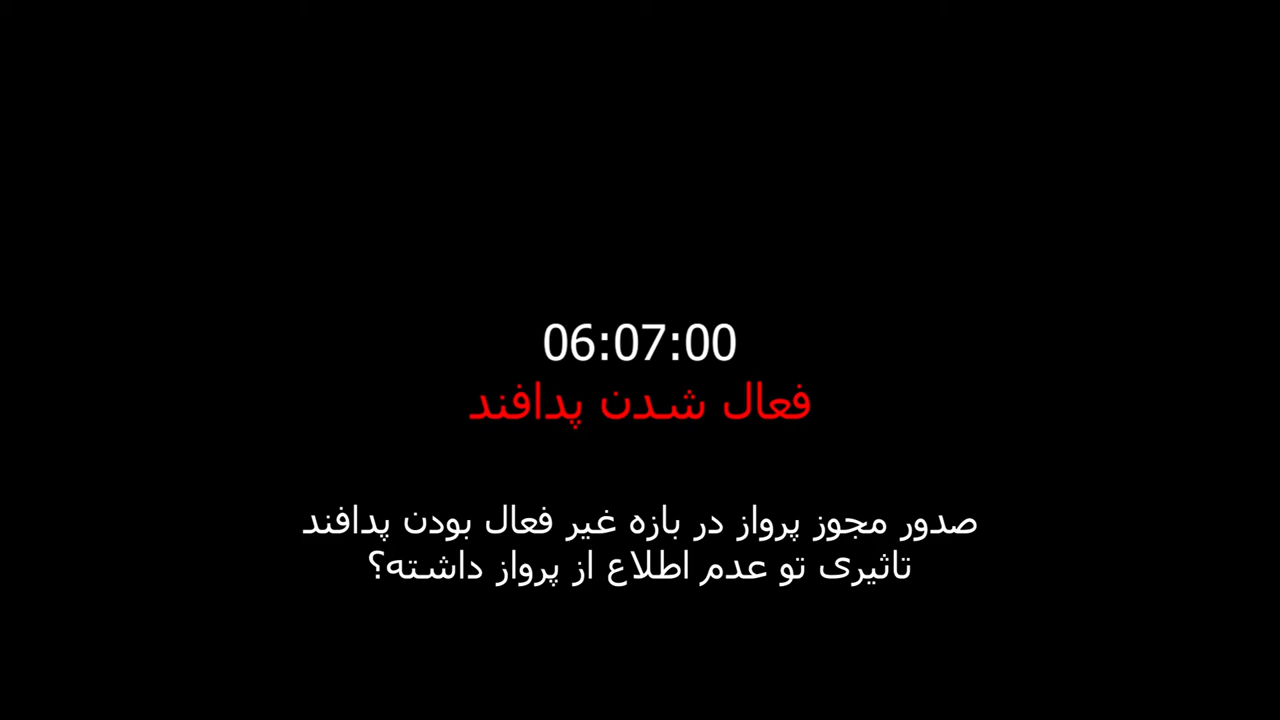 06:07:00
فعال شدن پدافند
صدور مجوز پرواز در بازه غیر فعال بودن پدافند
تاثیری تو عدم اطلاع از پرواز داشته؟